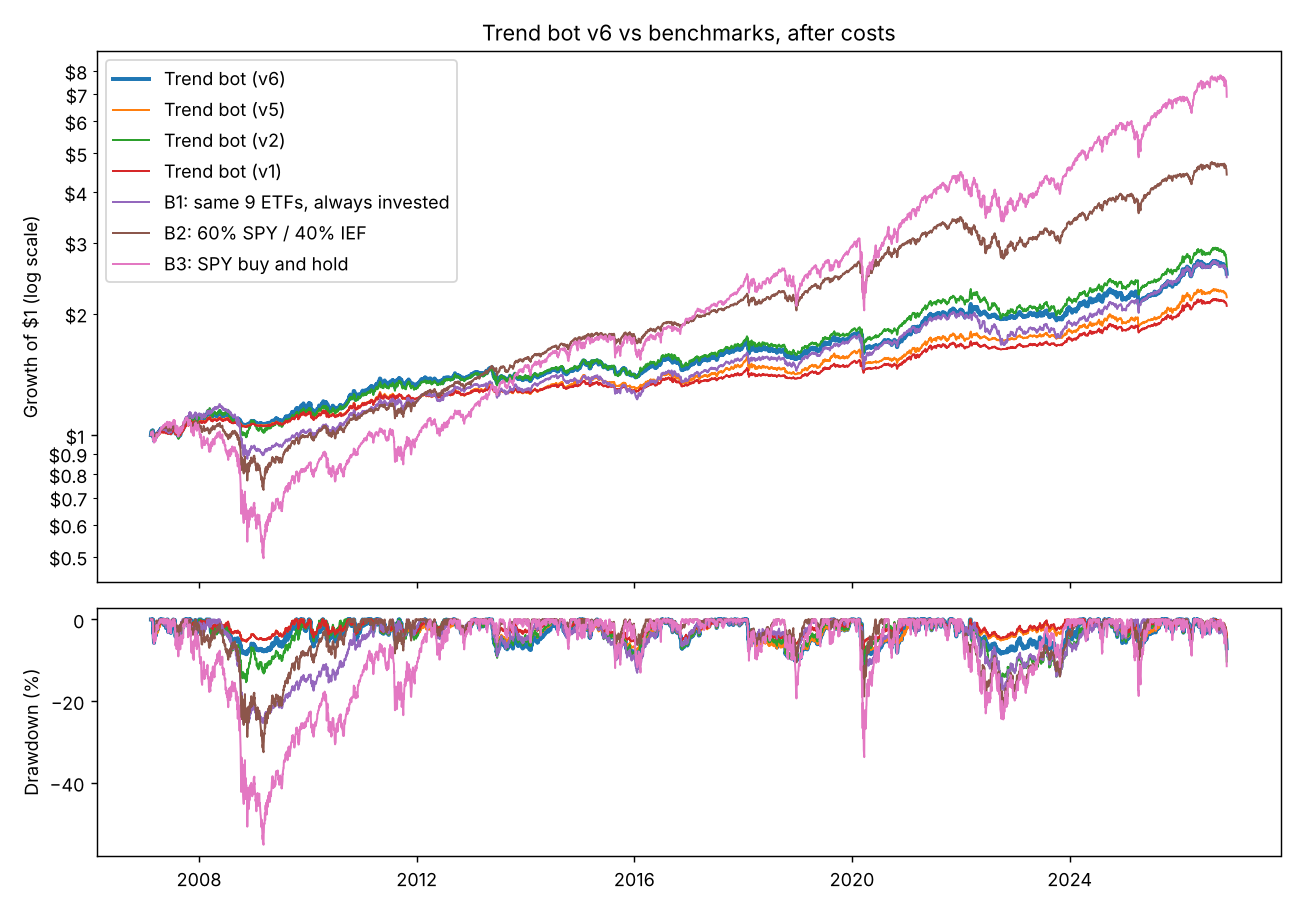 Trend bot v6 vs benchmarks, after costs
Growth of $1 (log scale)
$8
$7
$6
$5
$4
$3
$2
$1
$0.9
$0.8
$0.7
$0.6
$0.5
Trend bot (v6)
Trend bot (v5)
Trend bot (v2)
Trend bot (v1)
B1: same 9 ETFs, always invested
B2: 60% SPY / 40% IEF
B3: SPY buy and hold
Drawdown (%)
0
−20
−40
2008
2012
2016
2020
2024